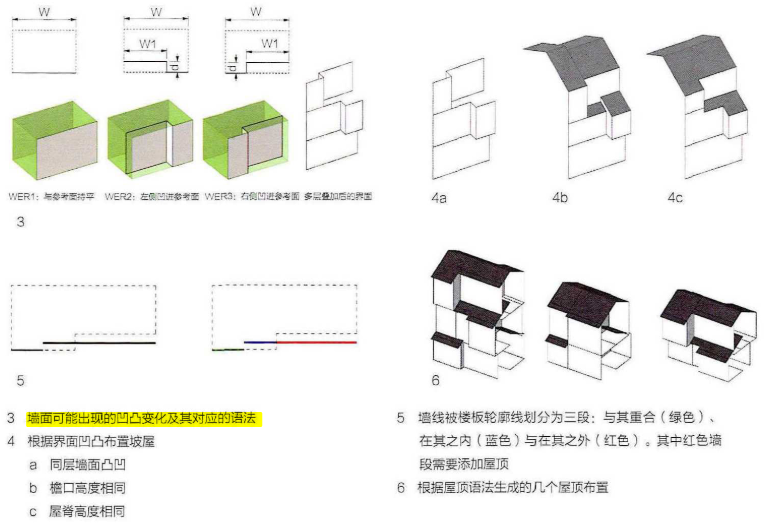 W
W
W
W1
W1
d
d
WER1：与参考面持平
WER2：左侧凹进参考面
WER3：右侧凹进参考面
多层叠加后的界面
3
4a
4b
4c
5
6
3 墙面可能出现的凹凸变化及其对应的语法
4 根据界面凹凸布置坡屋
a 同层墙面凸凹
b 檐口高度相同
c 屋脊高度相同
5 墙线被楼板轮廓线划分为三段：与其重合（绿色）、
在其之内（蓝色）与在其之外（红色）。其中红色墙
段需要添加屋顶
6 根据屋顶语法生成的几个屋顶布置